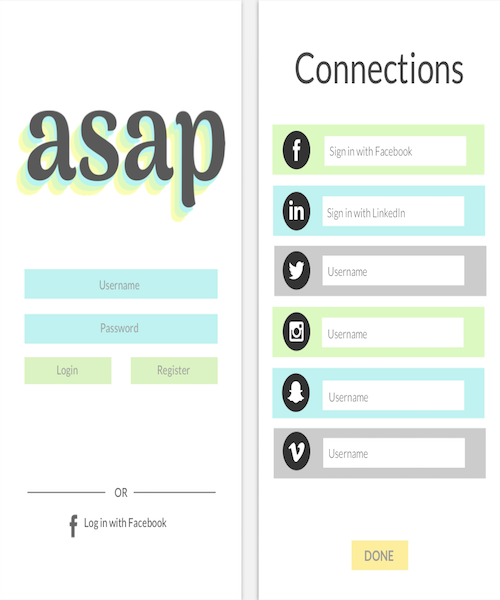 asap
Username
Password
Login
Register
OR
Log in with Facebook
Connections
Sign in with Facebook
Sign in with LinkedIn
Username
Username
Username
Username
DONE